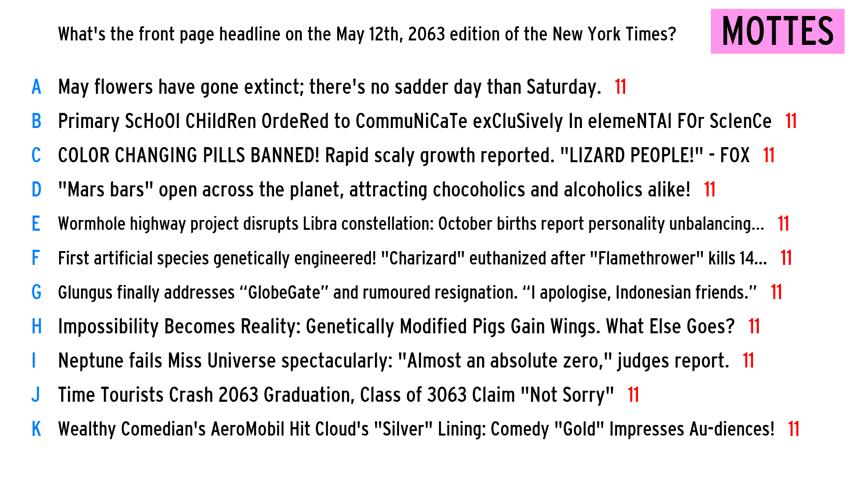 What's the front page headline on the May 12th, 2063 edition of the New York Times?
MOTTES
A May flowers have gone extinct; there's no sadder day than Saturday. 11
B Primary ScHoOl CHildRen OrdeRed to CommuNiCaTe exCluSively In elemeNTAl FOr ScIenCe 11
C COLOR CHANGING PILLS BANNED! Rapid scaly growth reported. "LIZARD PEOPLE!" - FOX 11
D "Mars bars" open across the planet, attracting chocoholics and alcoholics alike! 11
E Wormhole highway project disrupts Libra constellation: October births report personality unbalancing... 11
F First artificial species genetically engineered! "Charizard" euthanized after "Flamethrower" kills 14... 11
G Glungus finally addresses “GlobeGate” and rumoured resignation. “I apologise, Indonesian friends.” 11
H Impossibility Becomes Reality: Genetically Modified Pigs Gain Wings. What Else Goes? 11
I Neptune fails Miss Universe spectacularly: "Almost an absolute zero," judges report. 11
J Time Tourists Crash 2063 Graduation, Class of 3063 Claim "Not Sorry" 11
K Wealthy Comedian's AeroMobil Hit Cloud's "Silver" Lining: Comedy "Gold" Impresses Au-diences! 11